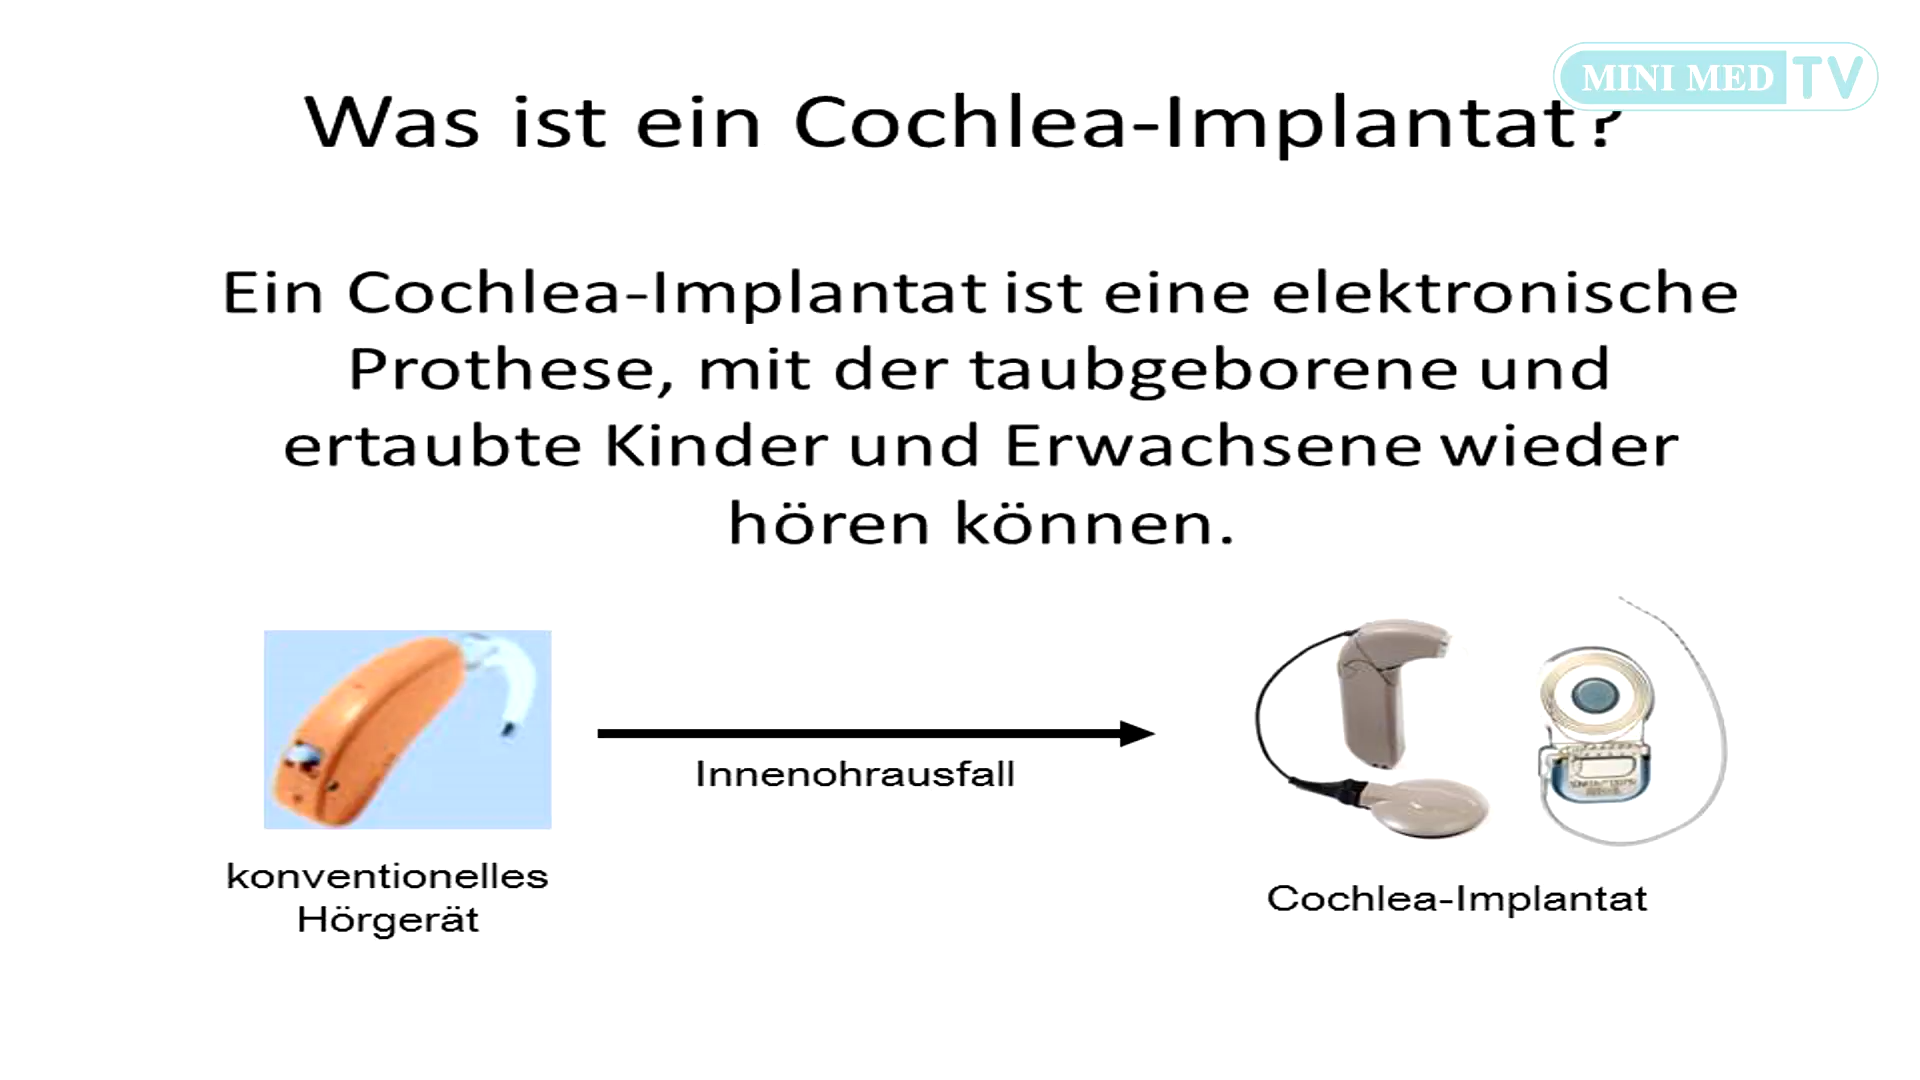 MINI MED TV
Was ist ein Cochlea-Implantat?
Ein Cochlea-Implantat ist eine elektronische
Prothese, mit der taubgeborene und
ertaubte Kinder und Erwachsene wieder
hören können.
Innenohrausfall
konventionelles
Hörgerät
Cochlea-Implantat